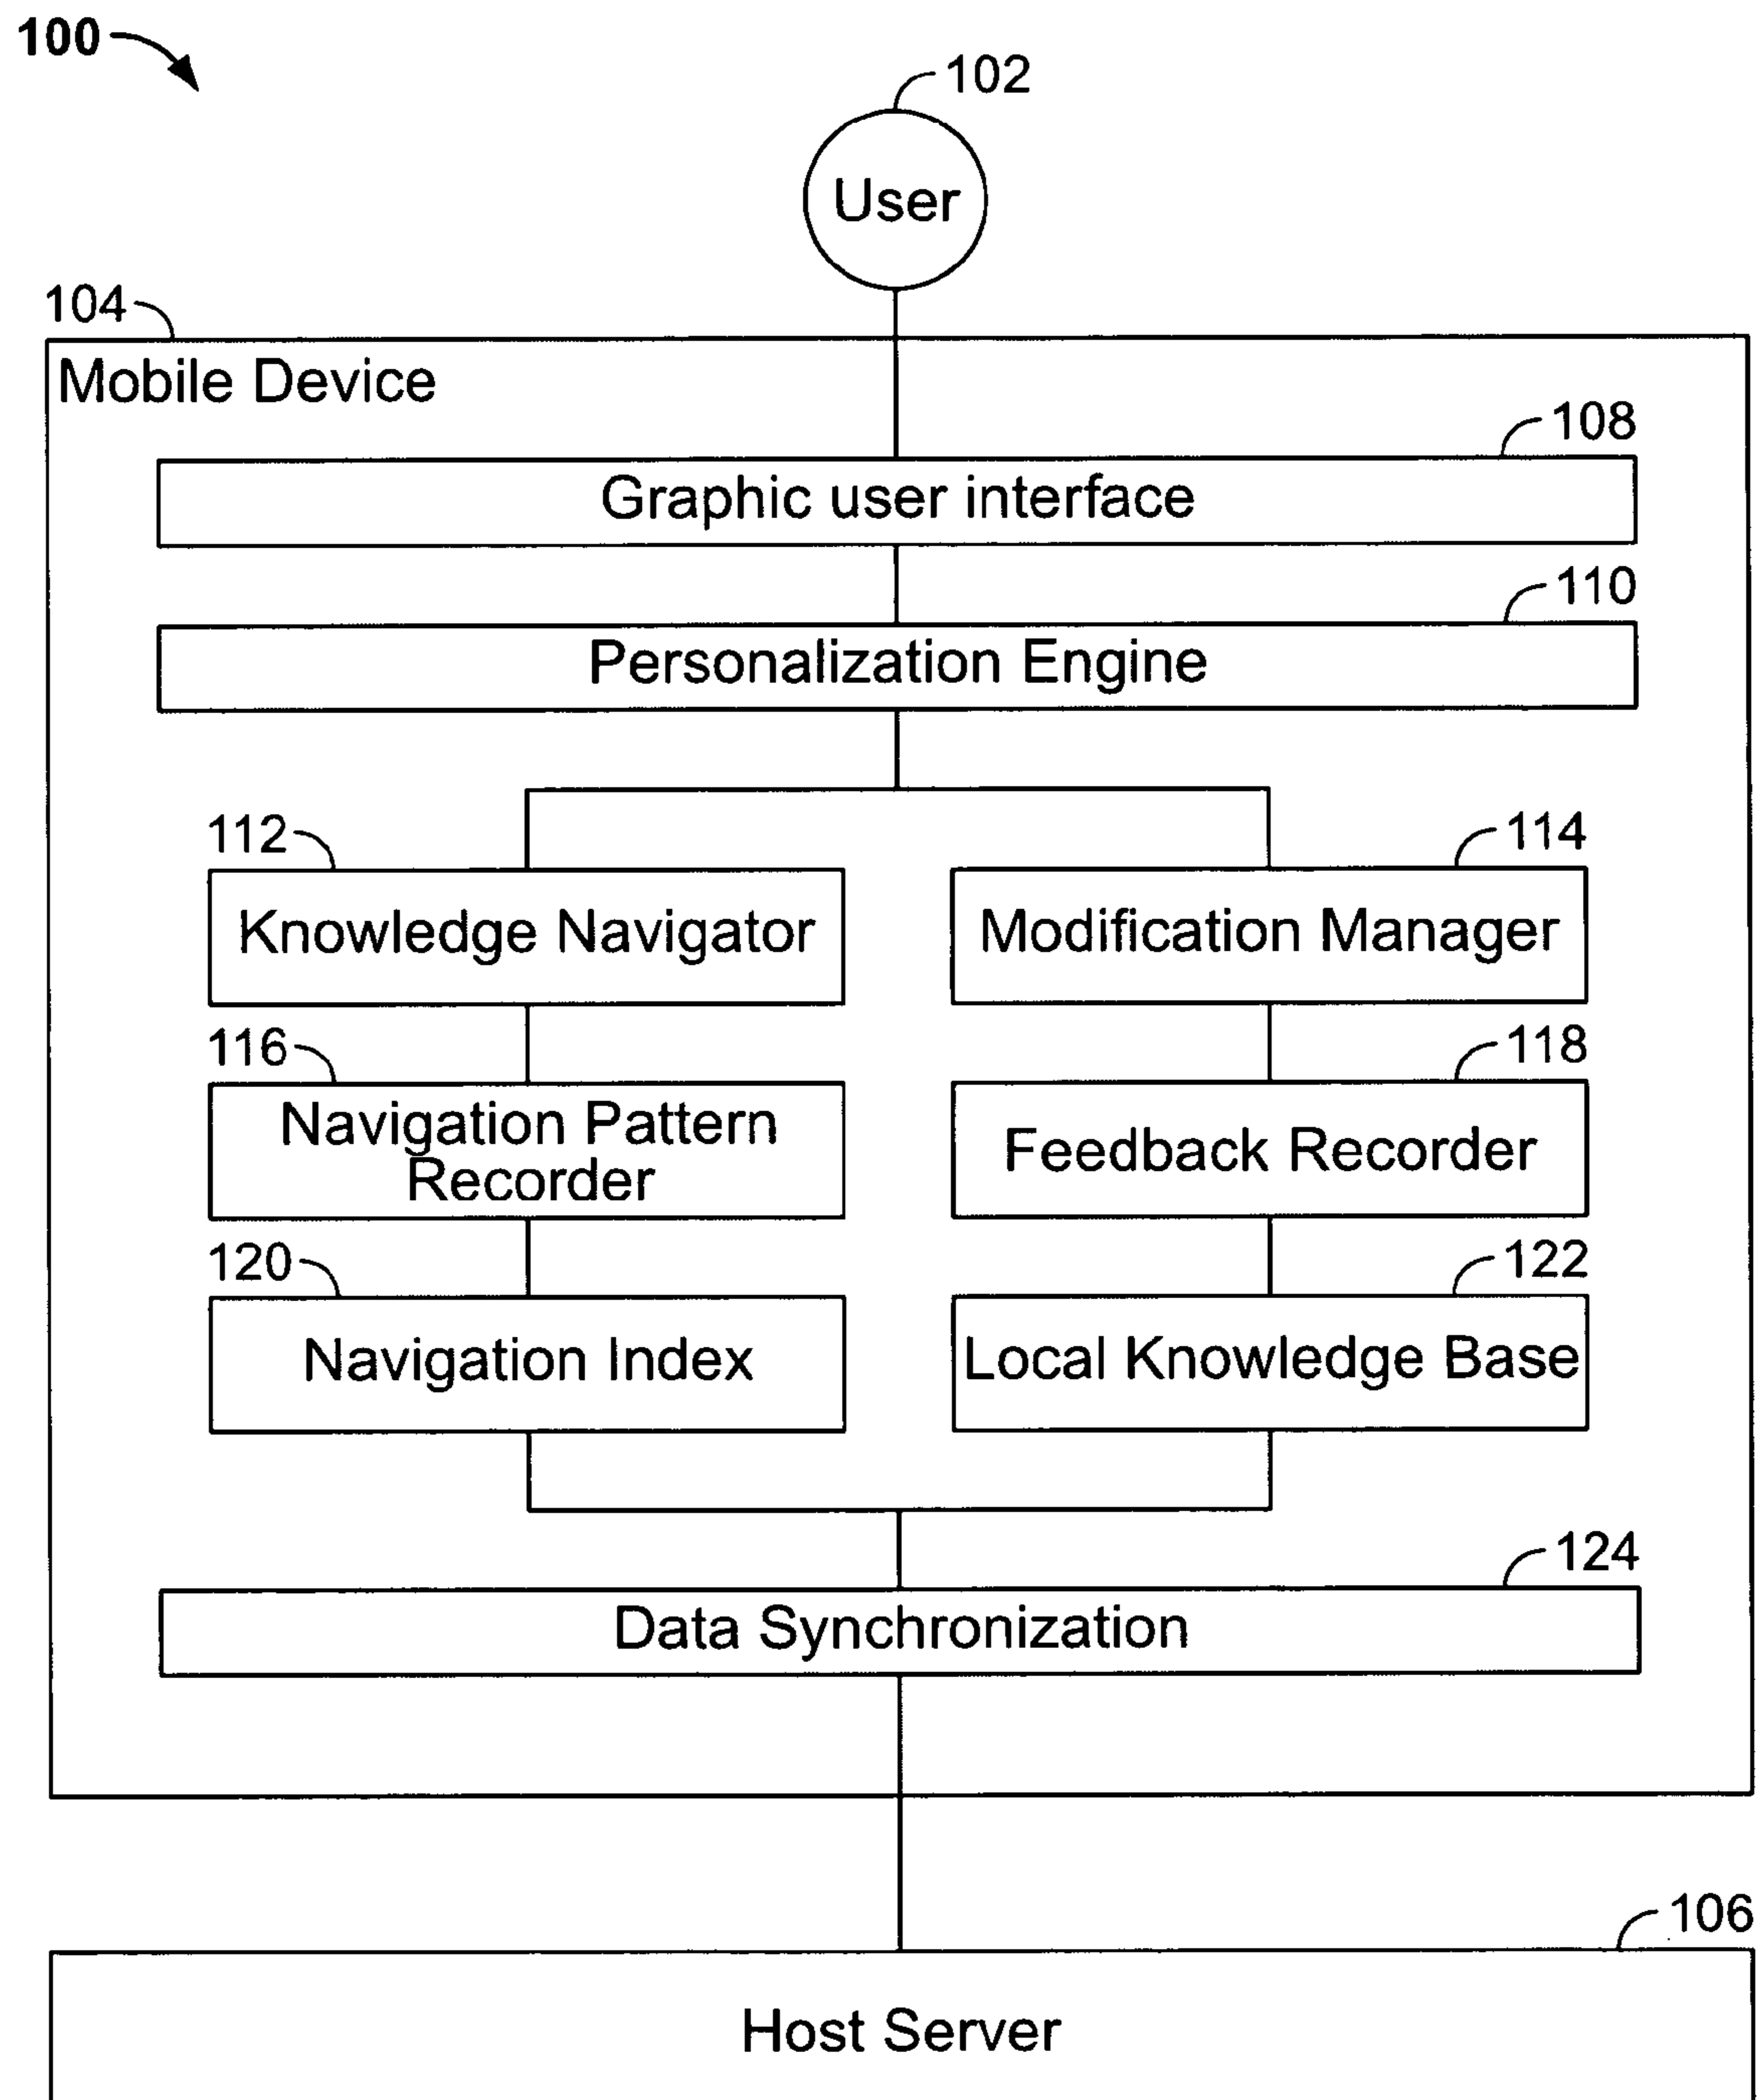 100
102
User
104
Mobile Device
108
Graphic user interface
110
Personalization Engine
112
114
Knowledge Navigator
Modification Manager
116
118
Navigation Pattern
Recorder
Feedback Recorder
120
122
Navigation Index
Local Knowledge Base
124
Data Synchronization
106
Host Server